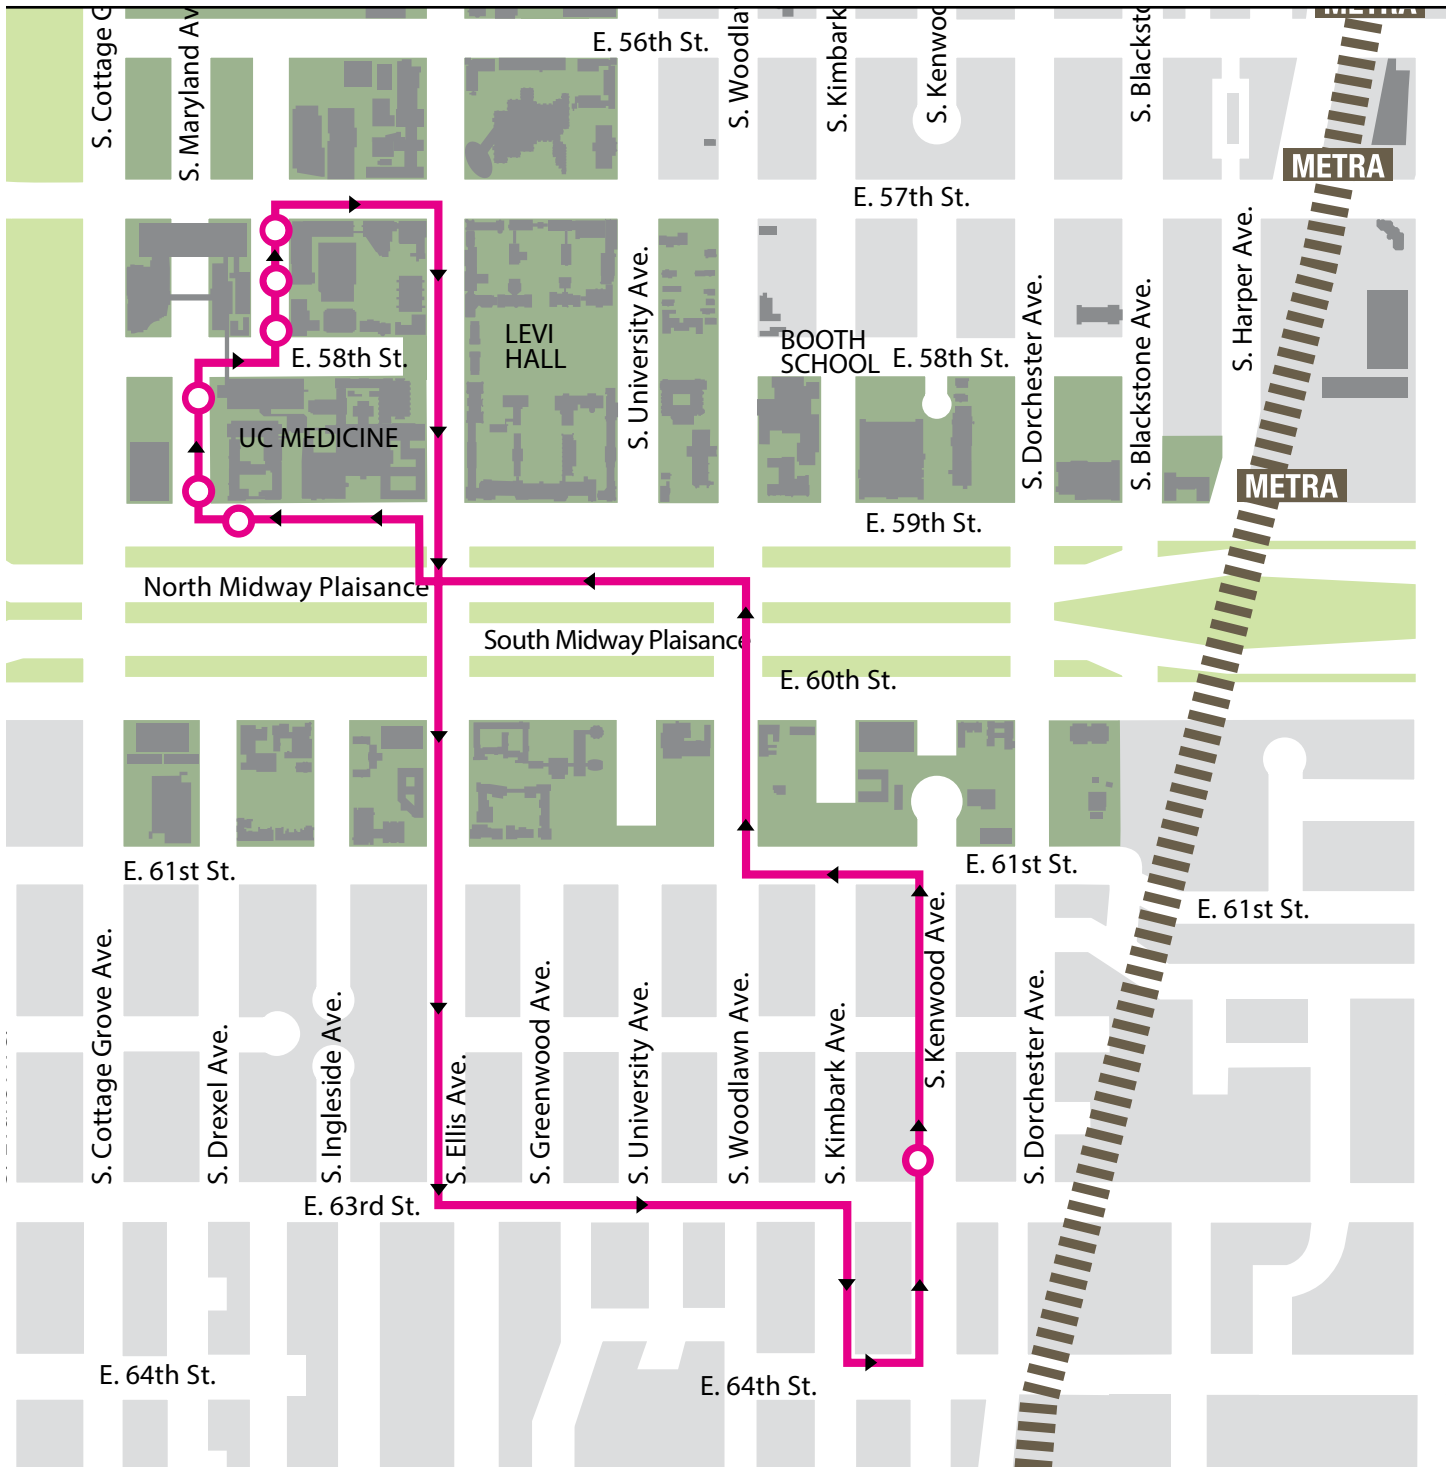 METRA
S. Cottage G
S. Maryland Av
E. 56th St.
S. Woodla
S. Kimbark
S. Kenwoo
S. Blacksto
METRA
E. 57th St.
S. University Ave.
S. Harper Ave.
S. Dorchester Ave.
S. Blackstone Ave.
LEVI
HALL
BOOTH
SCHOOL
E. 58th St.
E. 58th St.
UC MEDICINE
METRA
E. 59th St.
North Midway Plaisance
South Midway Plaisance
E. 60th St.
E. 61st St.
E. 61st St.
E. 61st St.
S. Cottage Grove Ave.
S. Drexel Ave.
S. Ingleside Ave.
S. Ellis Ave.
S. Greenwood Ave.
S. University Ave.
S. Woodlawn Ave.
S. Kimbark Ave.
S. Kenwood Ave.
S. Dorchester Ave.
E. 63rd St.
E. 64th St.
E. 64th St.